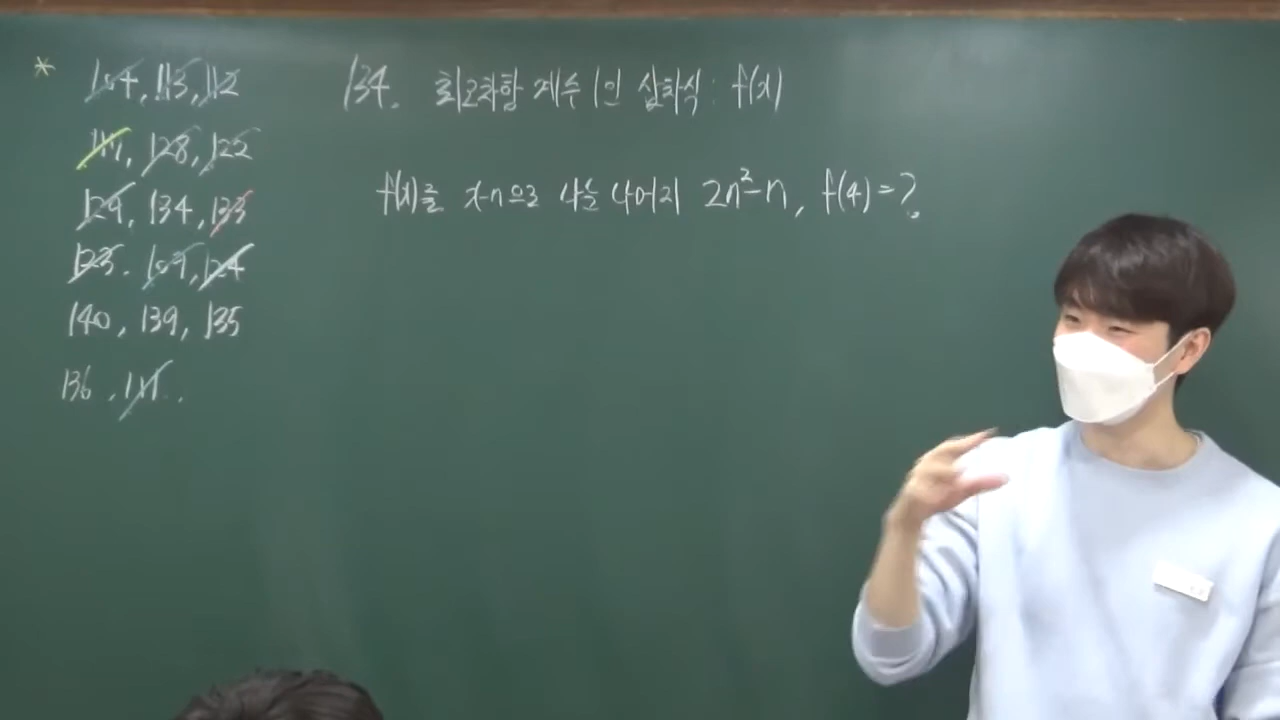 * 104, 113, 112
111, 128, 122
129, 134, 133
123. 109, 124
140, 139, 135
136, 111.
134. 최고차항 계수 1인 삼차식 : f(x)
f(x)를 x-n으로 나눈 나머지 2n²-n, f(4)=?